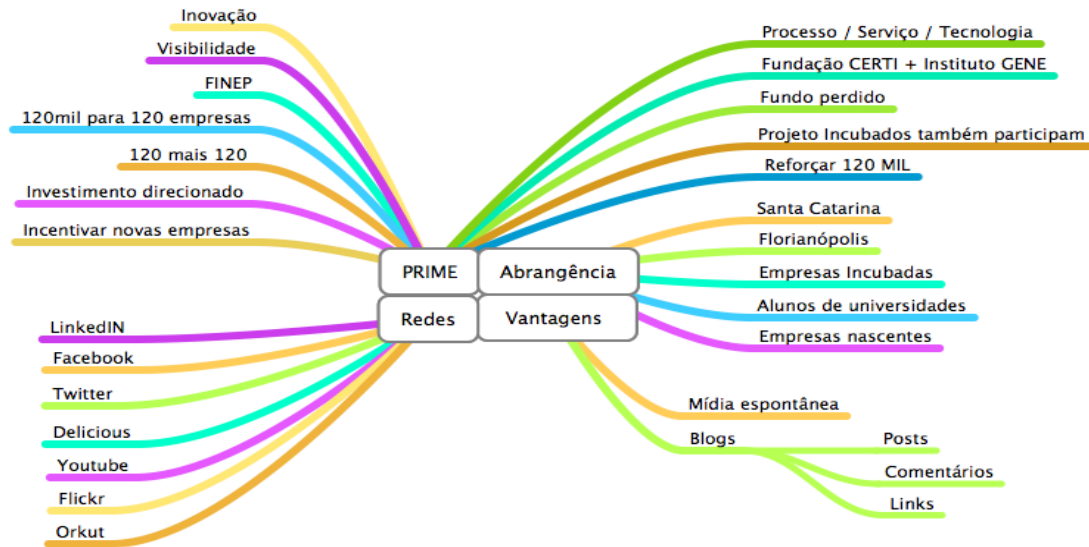 Inovação
Visibilidade
FINEP
120mil para 120 empresas
120 mais 120
Investimento direcionado
Incentivar novas empresas
Processo / Serviço / Tecnologia
Fundação CERTI + Instituto GENE
Fundo perdido
Projeto Incubados também participam
Reforçar 120 MIL
PRIME
Abrangência
Redes
Vantagens
Santa Catarina
Florianópolis
Empresas Incubadas
Alunos de universidades
Empresas nascentes
LinkedIN
Facebook
Twitter
Delicious
Youtube
Flickr
Orkut
Mídia espontânea
Blogs
Posts
Comentários
Links